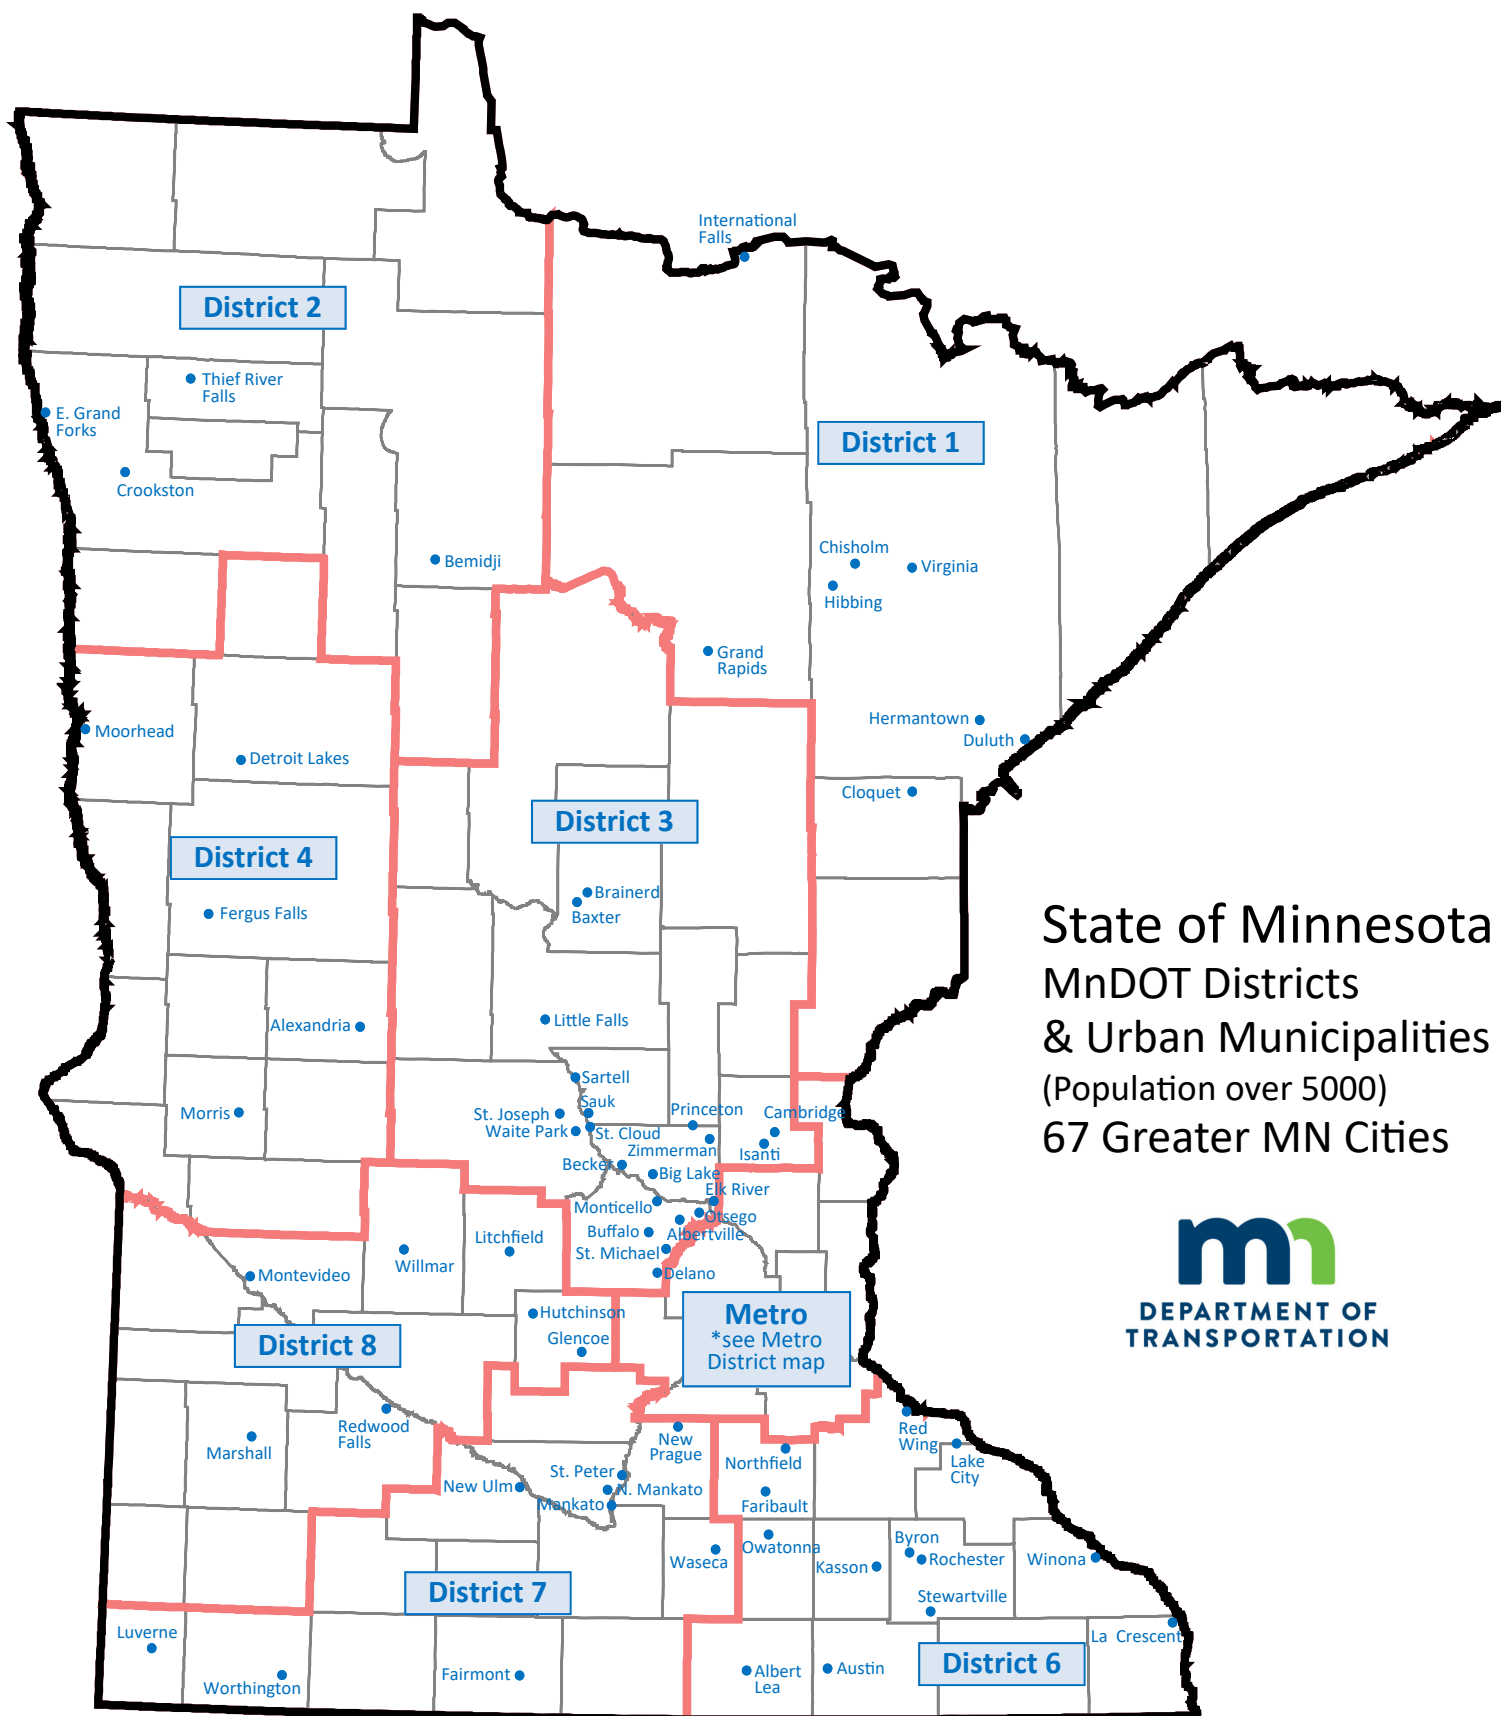 International
Falls
District 2
Thief River
Falls
E. Grand
Forks
District 1
Crookston
Chisholm
Bemidji
Virginia
Hibbing
Grand
Rapids
Hermantown
Moorhead
Duluth
Detroit Lakes
Cloquet
District 3
District 4
Brainerd
Baxter
Fergus Falls
State of Minnesota
MnDOT Districts
& Urban Municipalities
(Population over 5000)
67 Greater MN Cities
Little Falls
Alexandria
Sartell
Sauk
Morris
St. Joseph
Princeton
Cambridge
Waite Park
St. Cloud
Zimmerman
Isanti
Becker
Big Lake
Elk River
Monticello
Otsego
Buffalo
Albertville
Litchfield
St. Michael
Willmar
Montevideo
Delano
Hutchinson
Glencoe
Metro
*see Metro
District map
DEPARTMENT OF
TRANSPORTATION
District 8
Redwood
Falls
Marshall
New
Prague
Red
Wing
Northfield
Lake
City
St. Peter
New Ulm
N. Mankato
Mankato
Faribault
Owatonna
Byron
Waseca
Kasson
Rochester
Winona
District 7
Stewartville
Luverne
La Crescent
District 6
Worthington
Fairmont
Albert
Lea
Austin